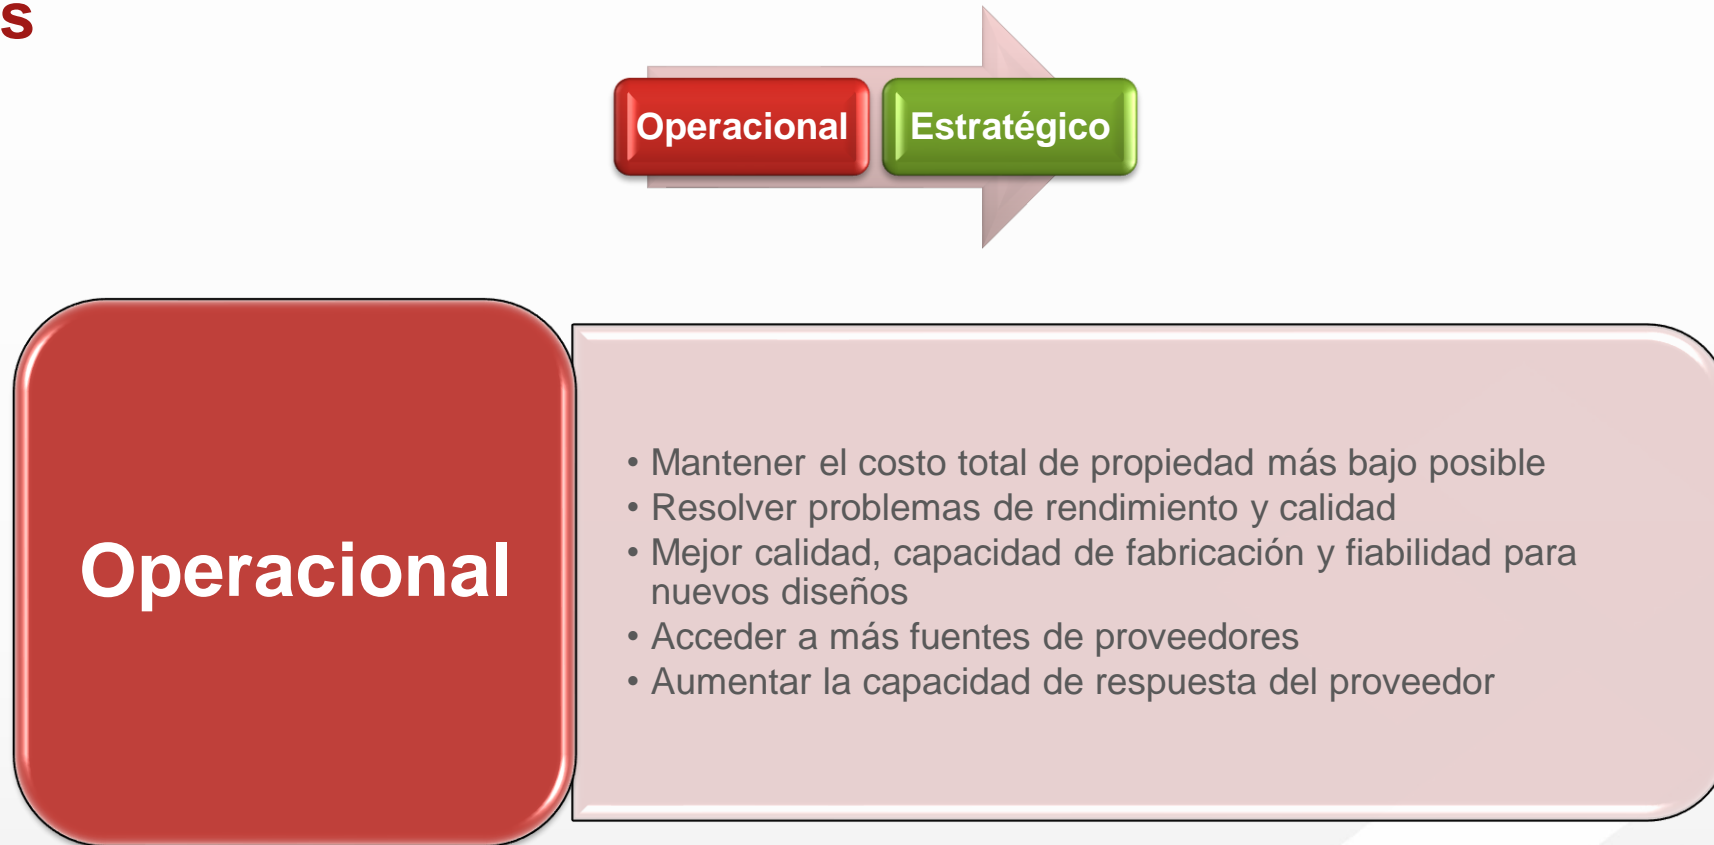 s
Operacional Estratégico
Operacional
• Mantener el costo total de propiedad más bajo posible
• Resolver problemas de rendimiento y calidad
• Mejor calidad, capacidad de fabricación y fiabilidad para
nuevos diseños
• Acceder a más fuentes de proveedores
• Aumentar la capacidad de respuesta del proveedor